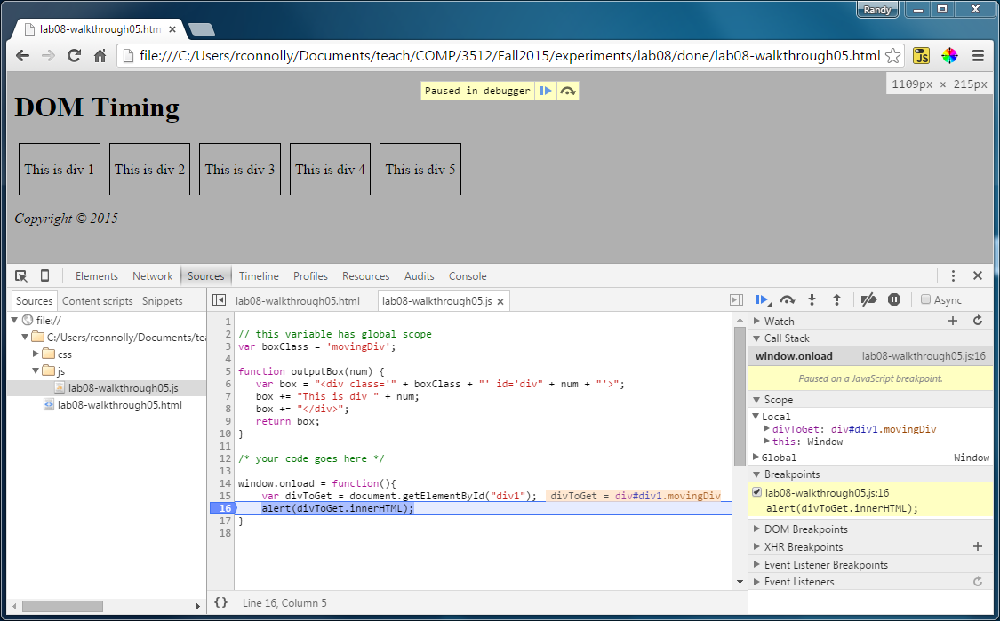 Randy
lab08-walkthrough05.htm
file:///C:/Users/rconnolly/Documents/teach/COMP/3512/Fall2015/experiments/lab08/done/lab08-walkthrough05.html
JS
Paused in debugger
1109px × 215px
DOM Timing
This is div 1
This is div 2
This is div 3
This is div 4
This is div 5
Copyright © 2015
Elements Network Sources Timeline Profiles Resources Audits Console
Sources Content scripts Snippets
file://
C:/Users/rconnolly/Documents/tea
css
js
lab08-walkthrough05.js
lab08-walkthrough05.html
lab08-walkthrough05.html lab08-walkthrough05.js
1
2 // this variable has global scope
3 var boxClass = 'movingDiv';
4
5 function outputBox(num) {
6 var box = "<div class='" + boxClass + "' id='div" + num + "'>";
7 box += "This is div " + num;
8 box += "</div>";
9 return box;
10 }
11
12 /* your code goes here */
13
14 window.onload = function(){
15 var divToGet = document.getElementById("div1"); divToGet = div#div1.movingDiv
16 alert(divToGet.innerHTML);
17 }
18
{} Line 16, Column 5
Async
Watch
Call Stack
window.onload lab08-walkthrough05.js:16
Paused on a JavaScript breakpoint.
Scope
Local
divToGet: div#div1.movingDiv
this: Window
Global Window
Breakpoints
lab08-walkthrough05.js:16
alert(divToGet.innerHTML);
DOM Breakpoints
XHR Breakpoints
Event Listener Breakpoints
Event Listeners